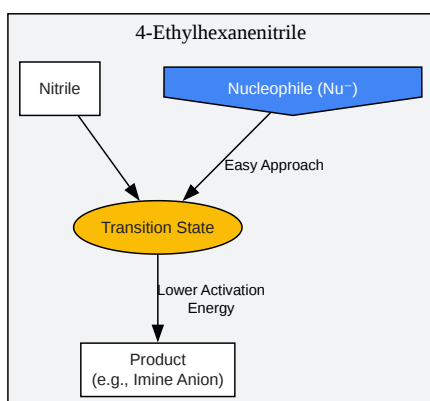 4-Ethylhexanenitrile
Nitrile
Nucleophile (Nu⁻)
Easy Approach
Transition State
Lower Activation
Energy
Product
(e.g., Imine Anion)